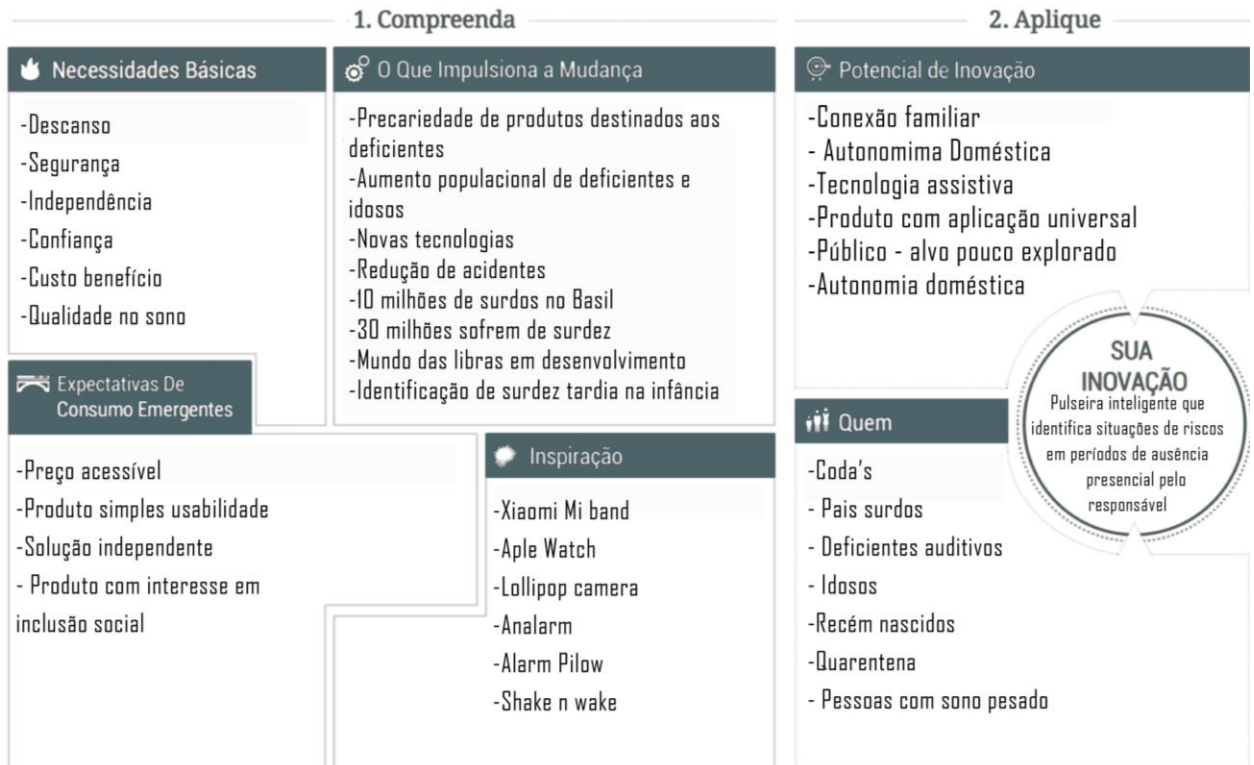 1. Compreenda
Necessidades Básicas
-Descanso
-Segurança
-Independência
-Confiança
-Custo benefício
-Qualidade no sono
O Que Impulsiona a Mudança
-Precariedade de produtos destinados aos
deficientes
-Aumento populacional de deficientes e
idosos
-Novas tecnologias
-Redução de acidentes
-10 milhões de surdos no Basil
-30 milhões sofrem de surdez
-Mundo das libras em desenvolvimento
-Identificação de surdez tardia na infância
Expectativas De
Consumo Emergentes
-Preço acessível
-Produto simples usabilidade
-Solução independente
- Produto com interesse em
inclusão social
Inspiração
-Xiaomi Mi band
-Aple Watch
-Lollipop camera
-Analarm
-Alarm Pilow
-Shake n wake
2. Aplique
Potencial de Inovação
-Conexão familiar
- Autonomima Doméstica
-Tecnologia assistiva
-Produto com aplicação universal
-Público - alvo pouco explorado
-Autonomia doméstica
SUA
INOVAÇÃO
Pulseira inteligente que
identifica situações de riscos
em períodos de ausência
presencial pelo
responsável
Quem
-Coda's
- Pais surdos
- Deficientes auditivos
- Idosos
-Recém nascidos
-Quarentena
- Pessoas com sono pesado